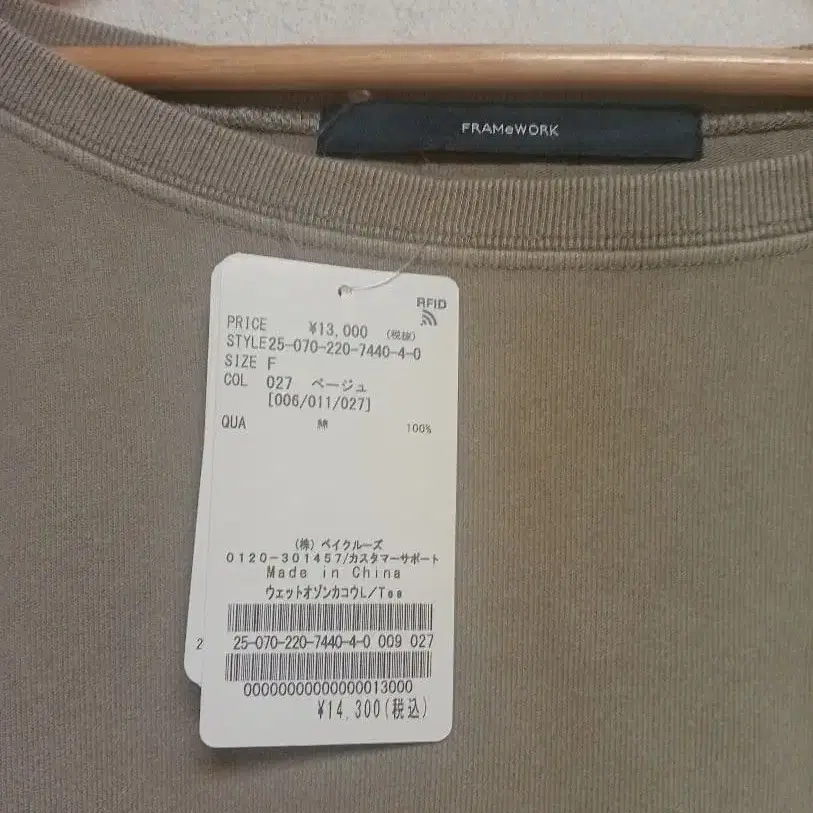 FRAMeWORK
RFID
PRICE ¥13,000 (税抜)
STYLE25-070-220-7440-4-0
SIZE F
COL 027 ベージュ
[006/011/027]
QUA 綿 100%
(株) ベイクルーズ
0120-301457/カスタマーサポート
Made in China
ウェットオゾンカコウL/Tee
25-070-220-7440-4-0 009 027
2
00000000000000013000
¥14,300(税込)